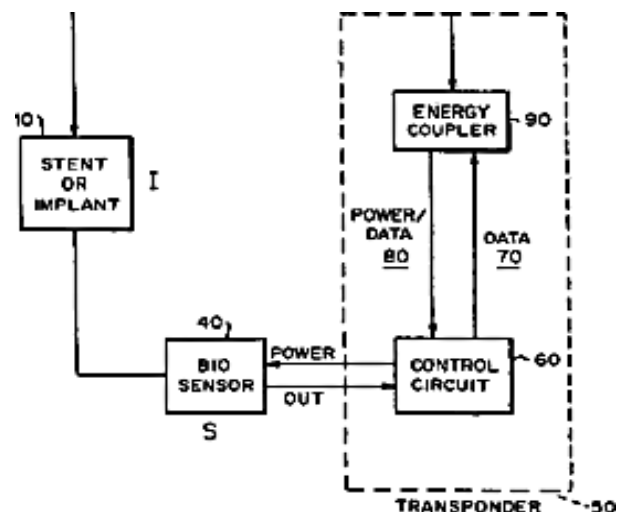 10
STENT
OR
IMPLANT
I
ENERGY
COUPLER
90
POWER/
DATA
80
DATA
70
40
BIO
SENSOR
S
POWER
OUT
CONTROL
CIRCUIT
60
TRANSPONDER
50